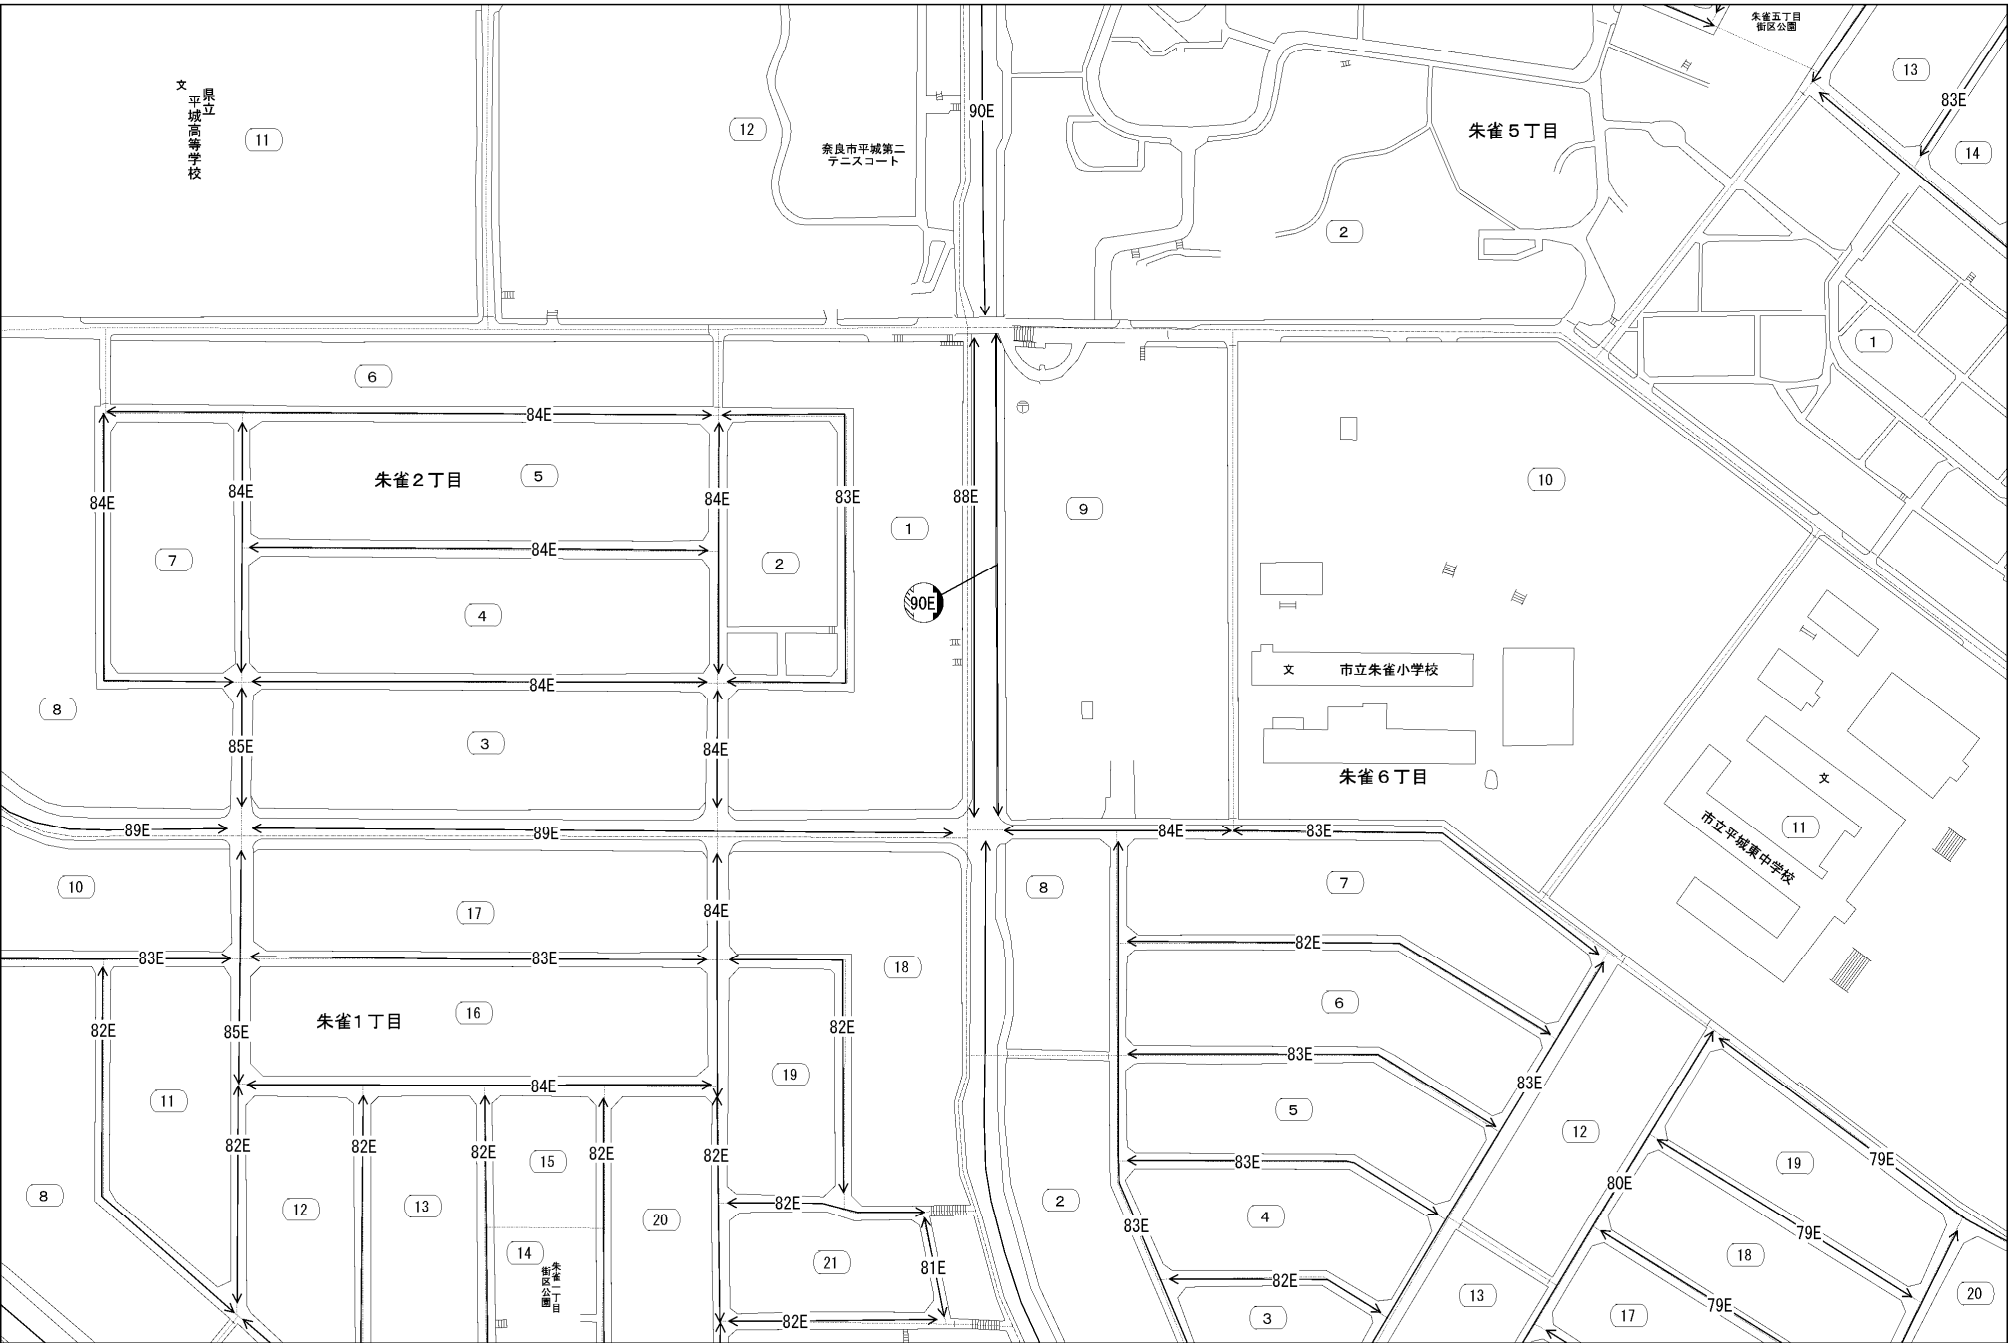 朱雀五丁目
街区公園
13
83E
14
文
県立
平城高等学校
11
12
奈良市平城第二
テニスコート
90E
朱雀５丁目
2
1
6
84E
84E
84E
朱雀２丁目
5
84E
83E
88E
1
9
10
7
84E
4
2
90E
84E
8
85E
3
84E
文
市立朱雀小学校
朱雀６丁目
文
市立平城東中学校
11
89E
89E
84E
83E
10
17
84E
8
7
83E
83E
82E
18
82E
85E
朱雀１丁目
16
82E
6
19
83E
83E
84E
11
82E
82E
82E
15
82E
82E
5
12
83E
19
79E
8
12
13
20
82E
2
4
83E
80E
14
朱雀一丁目
街区公園
21
81E
18
79E
82E
82E
3
13
17
79E
20